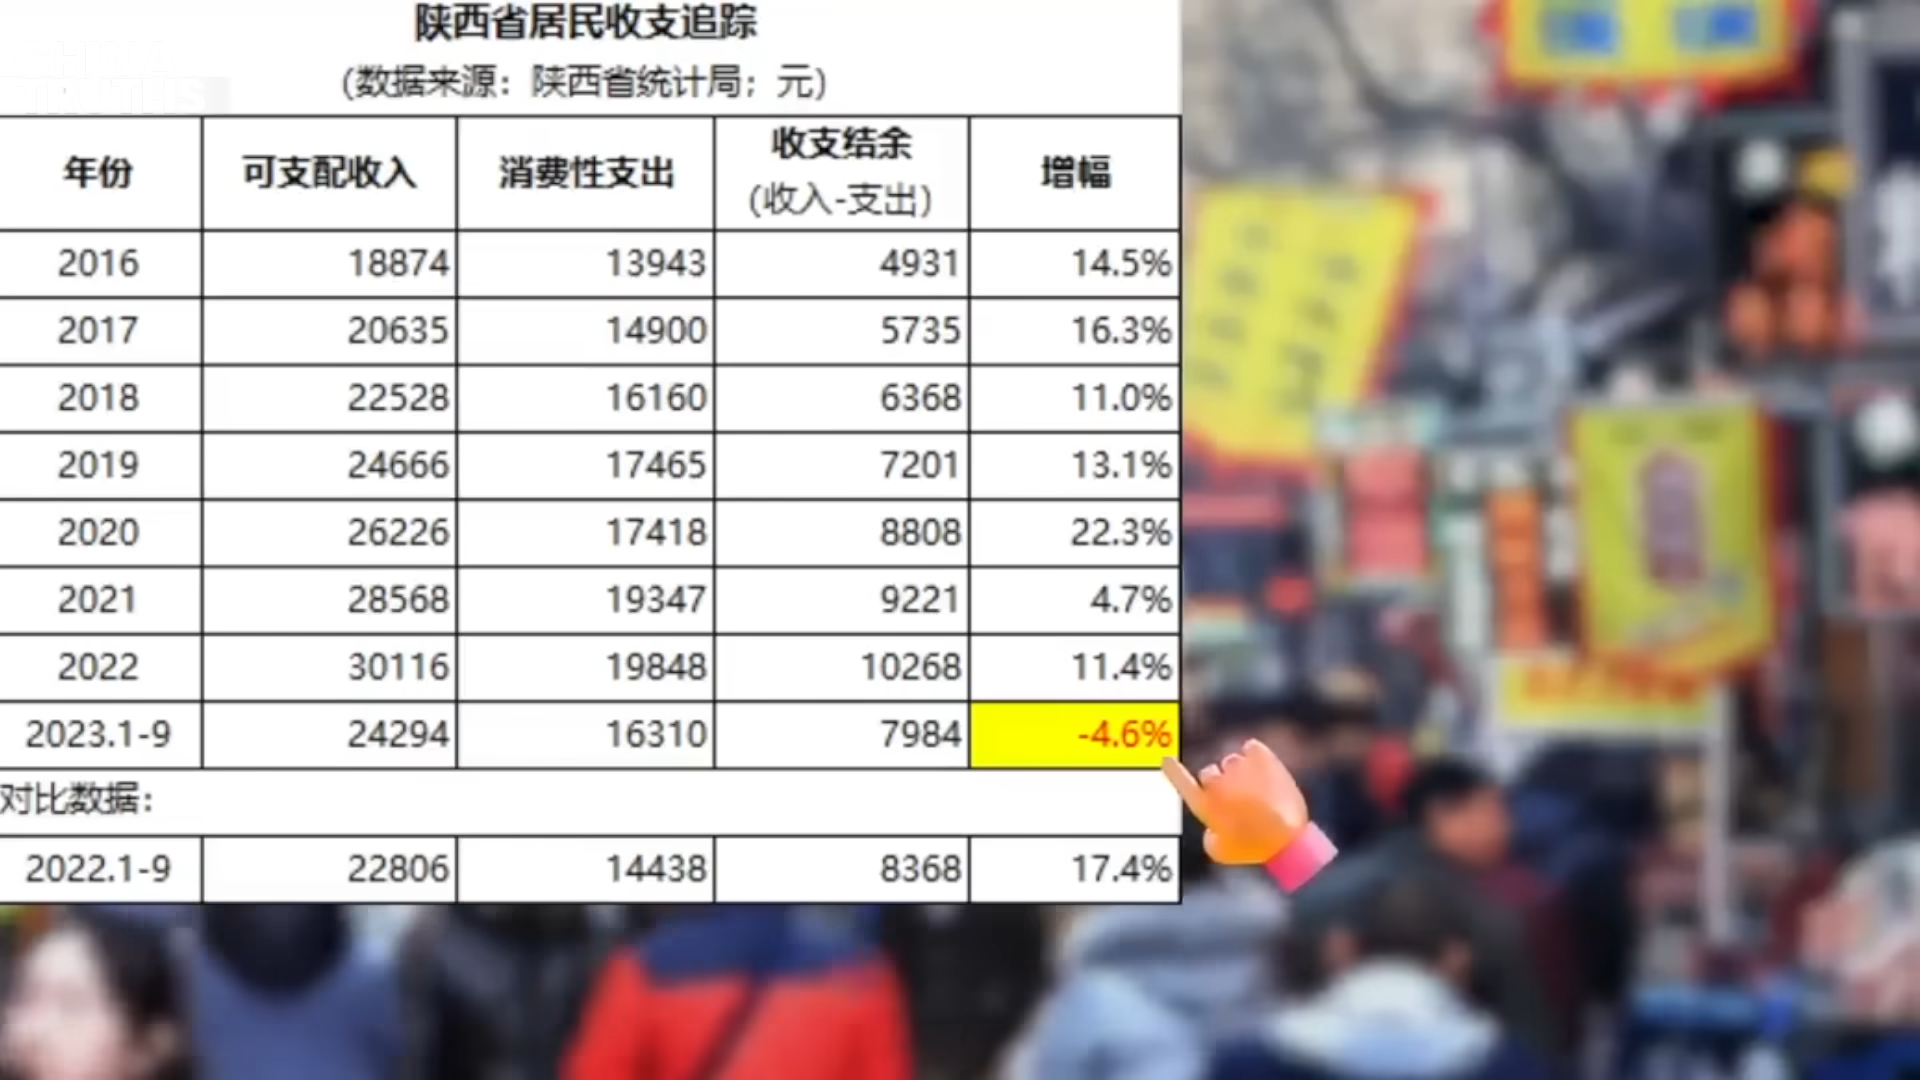 CHINA
TRUTHS
陕西省居民收支追踪
(数据来源：陕西省统计局；元)
年份 可支配收入 消费性支出 收支结余 (收入-支出) 增幅
2016 18874 13943 4931 14.5%
2017 20635 14900 5735 16.3%
2018 22528 16160 6368 11.0%
2019 24666 17465 7201 13.1%
2020 26226 17418 8808 22.3%
2021 28568 19347 9221 4.7%
2022 30116 19848 10268 11.4%
2023.1-9 24294 16310 7984 -4.6%
对比数据：
2022.1-9 22806 14438 8368 17.4%